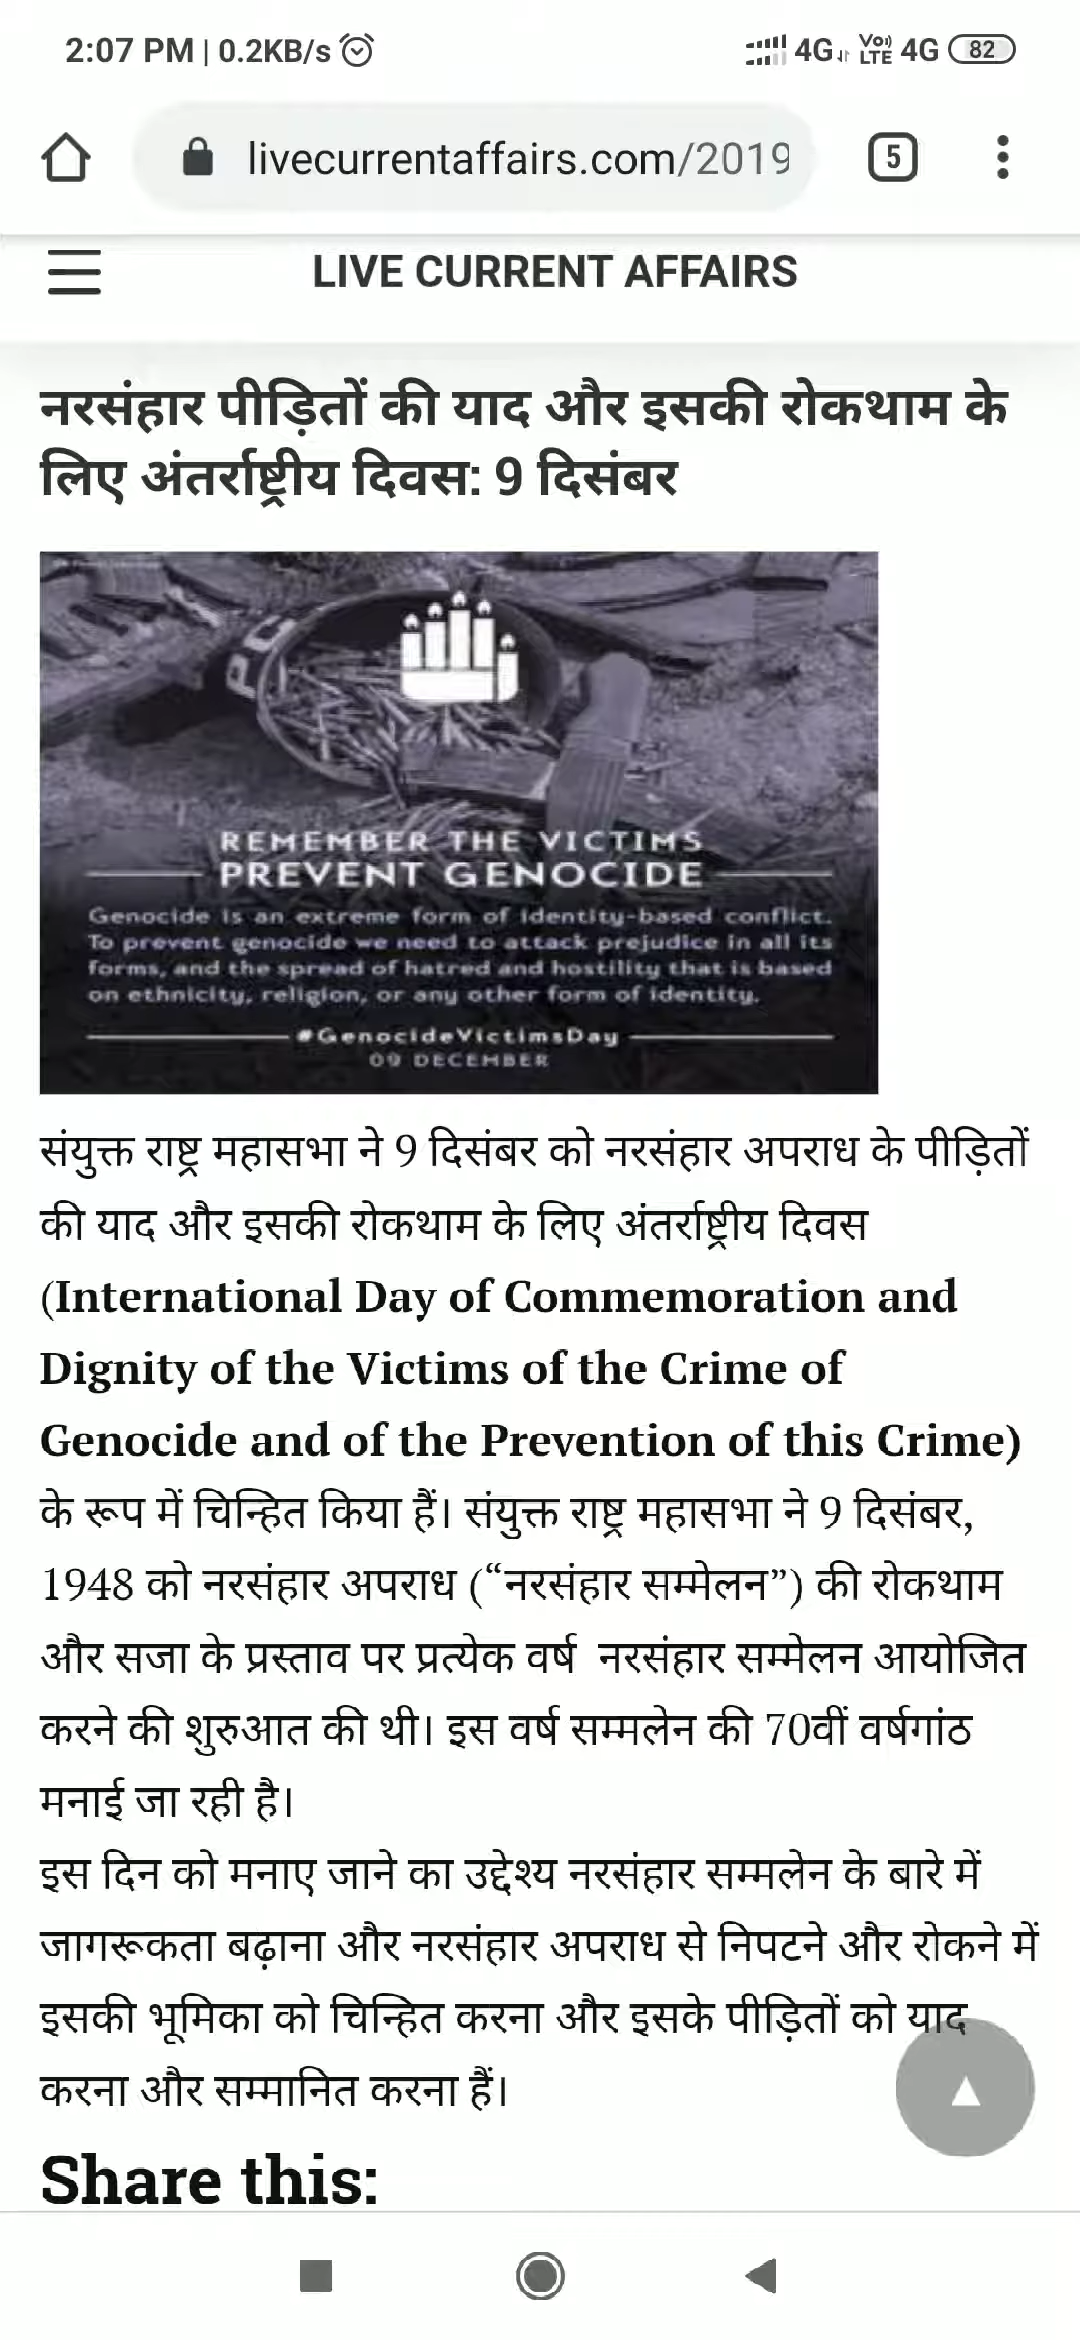 2:07 PM | 0.2KB/s 4G Vo)) LTE 4G 82
livecurrentaffairs.com/2019 5
LIVE CURRENT AFFAIRS
नरसंहार पीड़ितों की याद और इसकी रोकथाम के
लिए अंतर्राष्ट्रीय दिवस: 9 दिसंबर
PC
REMEMBER THE VICTIMS
PREVENT GENOCIDE
Genocide is an extreme form of identity-based conflict.
To prevent genocide we need to attack prejudice in all its
forms, and the spread of hatred and hostility that is based
on ethnicity, religion, or any other form of identity.
#GenocideVictimsDay
09 DECEMBER
संयुक्त राष्ट्र महासभा ने 9 दिसंबर को नरसंहार अपराध के पीड़ितों
की याद और इसकी रोकथाम के लिए अंतर्राष्ट्रीय दिवस
(International Day of Commemoration and
Dignity of the Victims of the Crime of
Genocide and of the Prevention of this Crime)
के रूप में चिन्हित किया हैं। संयुक्त राष्ट्र महासभा ने 9 दिसंबर,
1948 को नरसंहार अपराध (“नरसंहार सम्मेलन”) की रोकथाम
और सजा के प्रस्ताव पर प्रत्येक वर्ष नरसंहार सम्मेलन आयोजित
करने की शुरुआत की थी। इस वर्ष सम्मलेन की 70वीं वर्षगांठ
मनाई जा रही है।
इस दिन को मनाए जाने का उद्देश्य नरसंहार सम्मलेन के बारे में
जागरूकता बढ़ाना और नरसंहार अपराध से निपटने और रोकने में
इसकी भूमिका को चिन्हित करना और इसके पीड़ितों को याद
करना और सम्मानित करना हैं।
Share this: